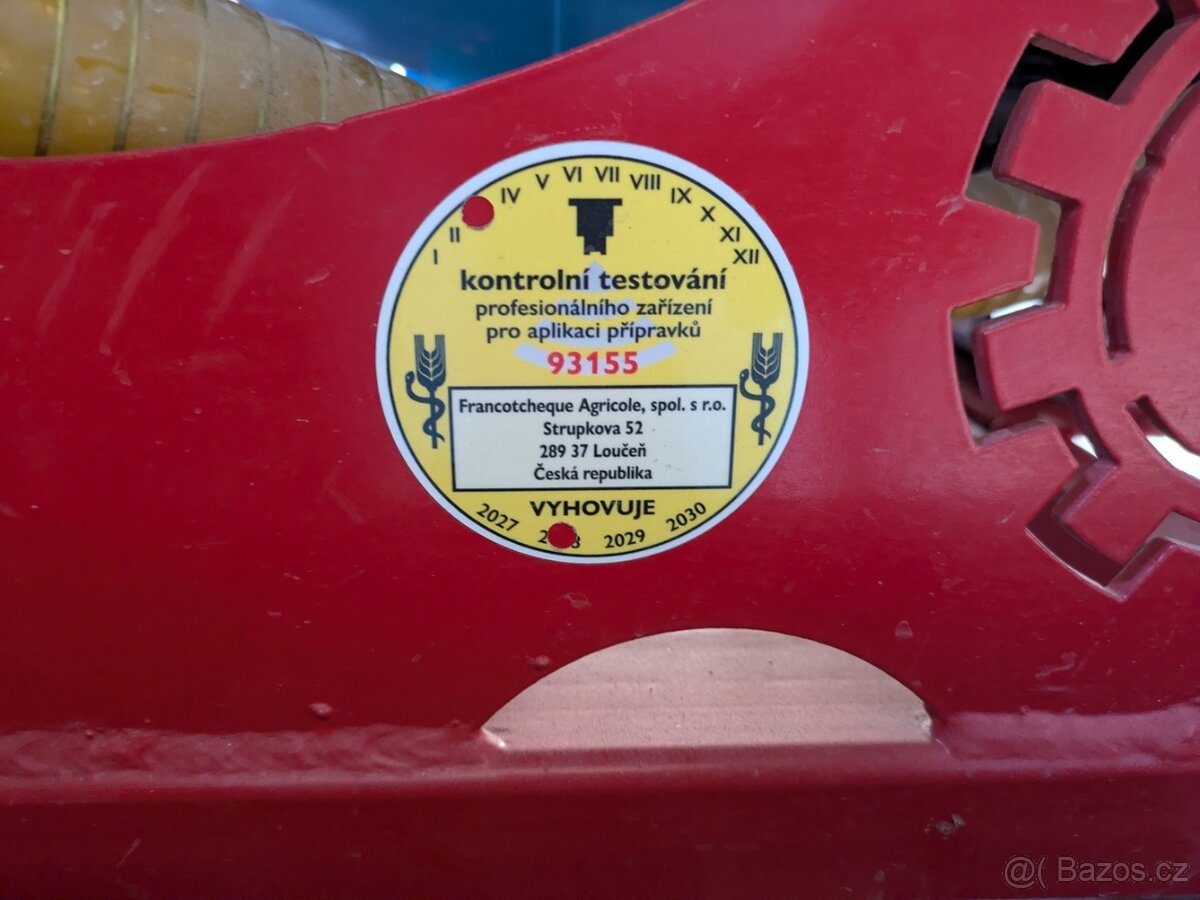 I II IV V VI VII VIII IX X XI XII
kontrolní testování
profesionálního zařízení
pro aplikaci přípravků
93155
Francotcheque Agricole, spol. s r.o.
Strupkova 52
289 37 Loučeň
Česká republika
VYHOVUJE
2027 2029 2030
@( Bazos.cz